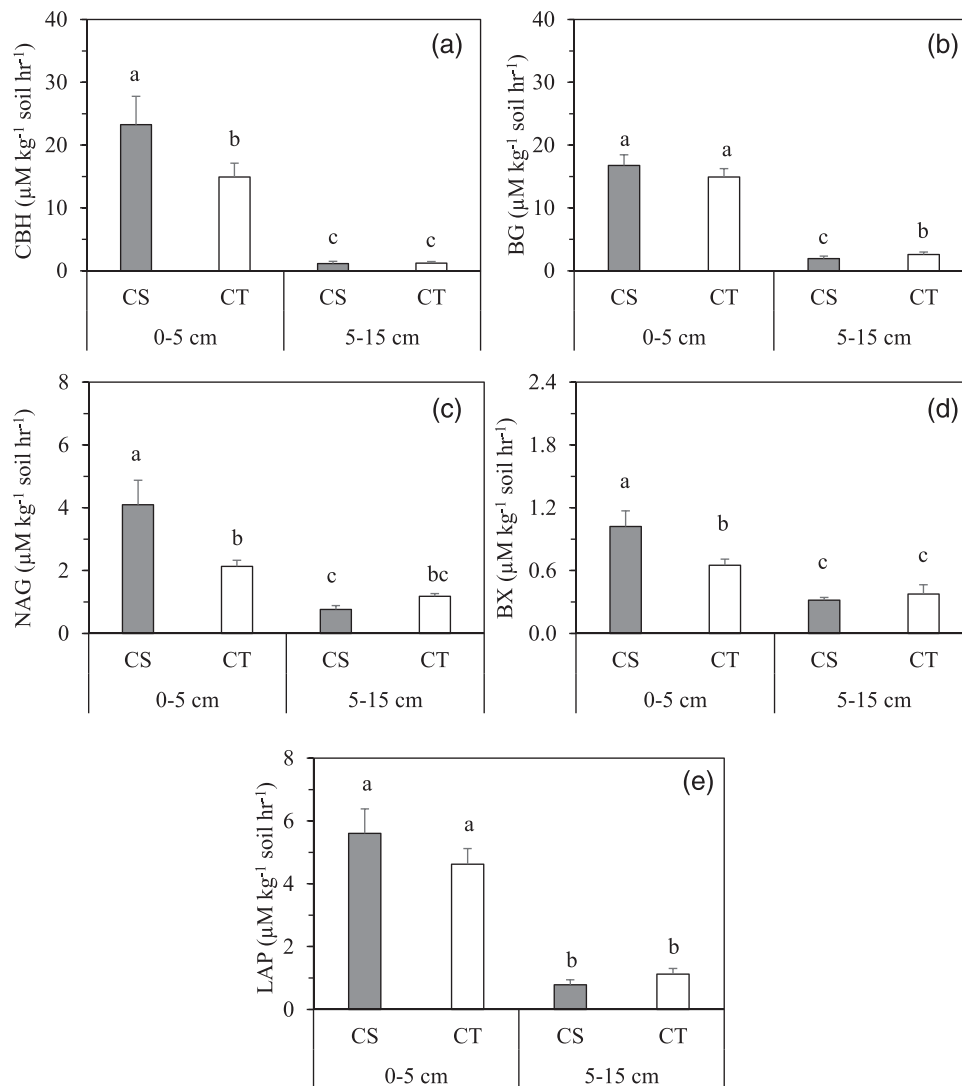 (a)
CBH (µM kg⁻¹ soil hr⁻¹)
40
30
20
10
0
a
b
c
c
CS CT CS CT
0-5 cm 5-15 cm
(b)
BG (µM kg⁻¹ soil hr⁻¹)
40
30
20
10
0
a
a
c
b
CS CT CS CT
0-5 cm 5-15 cm
(c)
NAG (µM kg⁻¹ soil hr⁻¹)
8
6
4
2
0
a
b
c
bc
CS CT CS CT
0-5 cm 5-15 cm
(d)
BX (µM kg⁻¹ soil hr⁻¹)
2.4
1.8
1.2
0.6
0.0
a
b
c
c
CS CT CS CT
0-5 cm 5-15 cm
(e)
LAP (µM kg⁻¹ soil hr⁻¹)
8
6
4
2
0
a
a
b
b
CS CT CS CT
0-5 cm 5-15 cm